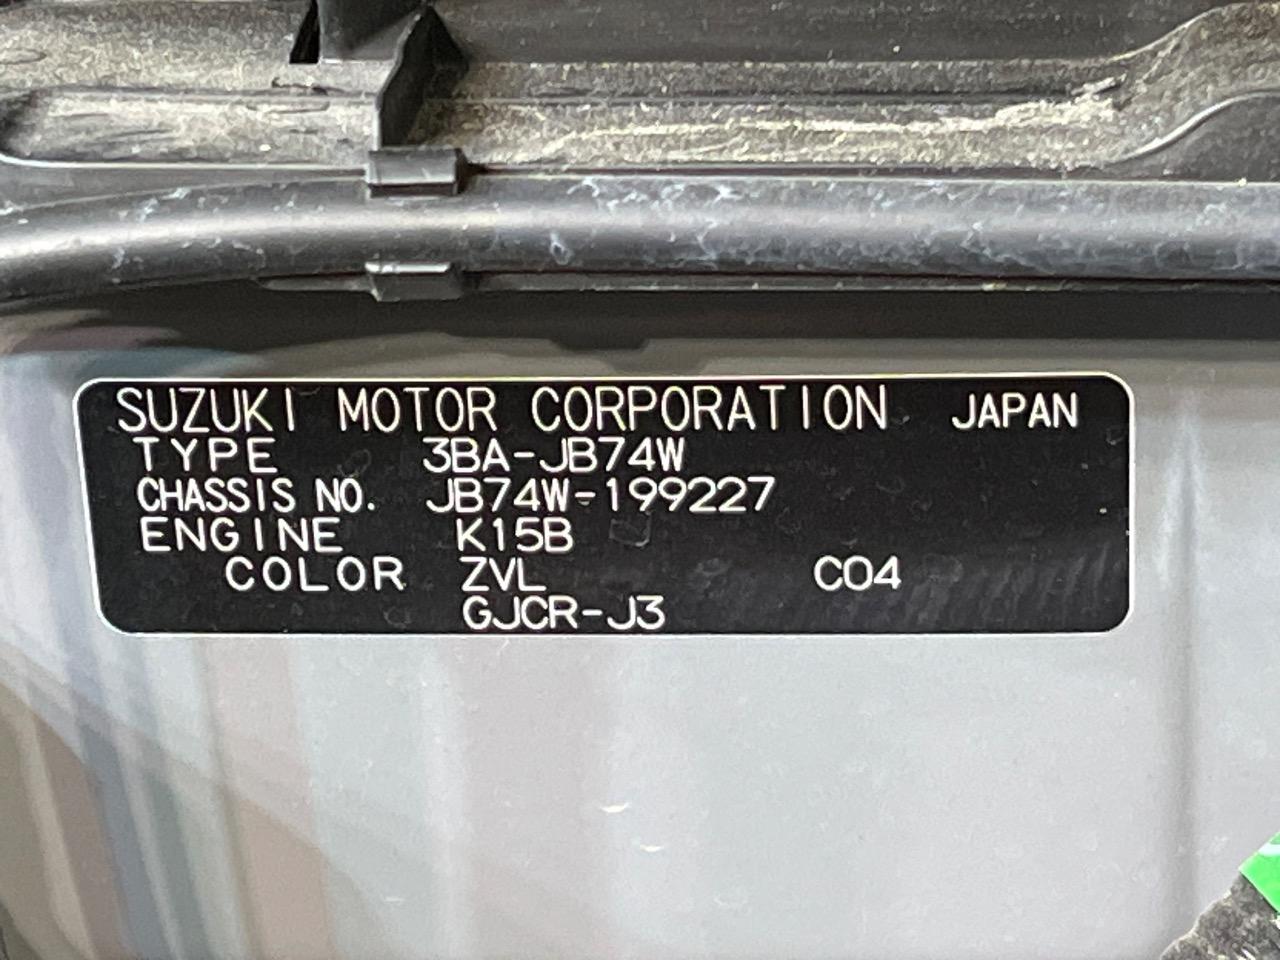 SUZUKI MOTOR CORPORATION JAPAN
TYPE 3BA-JB74W
CHASSIS NO. JB74W-199227
ENGINE K15B
COLOR ZVL C04
GJCR-J3